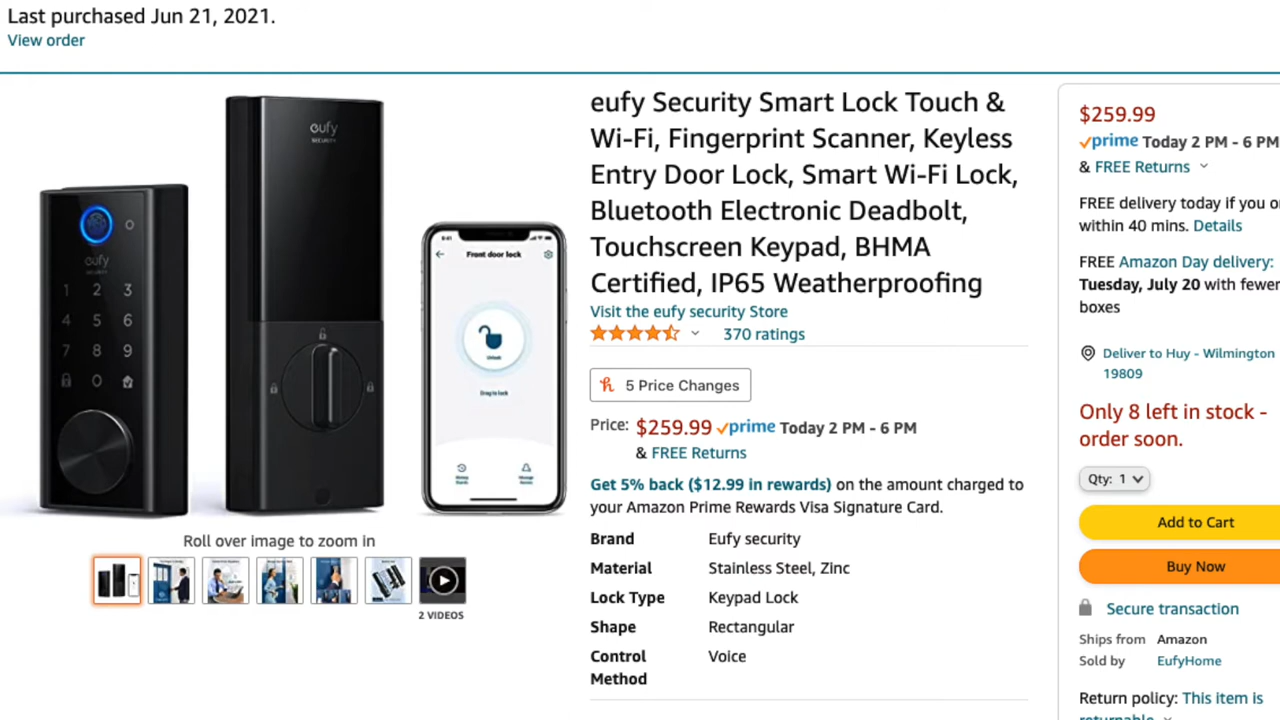 Last purchased Jun 21, 2021.
View order
eufy
SECURITY
eufy
SECURITY
1 2 3
4 5 6
7 8 9
0
Front door lock
Unlock
Drag to lock
Roll over image to zoom in
2 VIDEOS
eufy Security Smart Lock Touch &
Wi-Fi, Fingerprint Scanner, Keyless
Entry Door Lock, Smart Wi-Fi Lock,
Bluetooth Electronic Deadbolt,
Touchscreen Keypad, BHMA
Certified, IP65 Weatherproofing
Visit the eufy security Store
370 ratings
5 Price Changes
Price: $259.99 prime Today 2 PM - 6 PM
& FREE Returns
Get 5% back ($12.99 in rewards) on the amount charged to
your Amazon Prime Rewards Visa Signature Card.
Brand Eufy security
Material Stainless Steel, Zinc
Lock Type Keypad Lock
Shape Rectangular
Control Voice
Method
$259.99
prime Today 2 PM - 6 PM
& FREE Returns
FREE delivery today if you
within 40 mins. Details
FREE Amazon Day delivery:
Tuesday, July 20 with fewer
boxes
Deliver to Huy - Wilmington
19809
Only 8 left in stock -
order soon.
Qty: 1
Add to Cart
Buy Now
Secure transaction
Ships from Amazon
Sold by EufyHome
Return policy: This item is
returnable